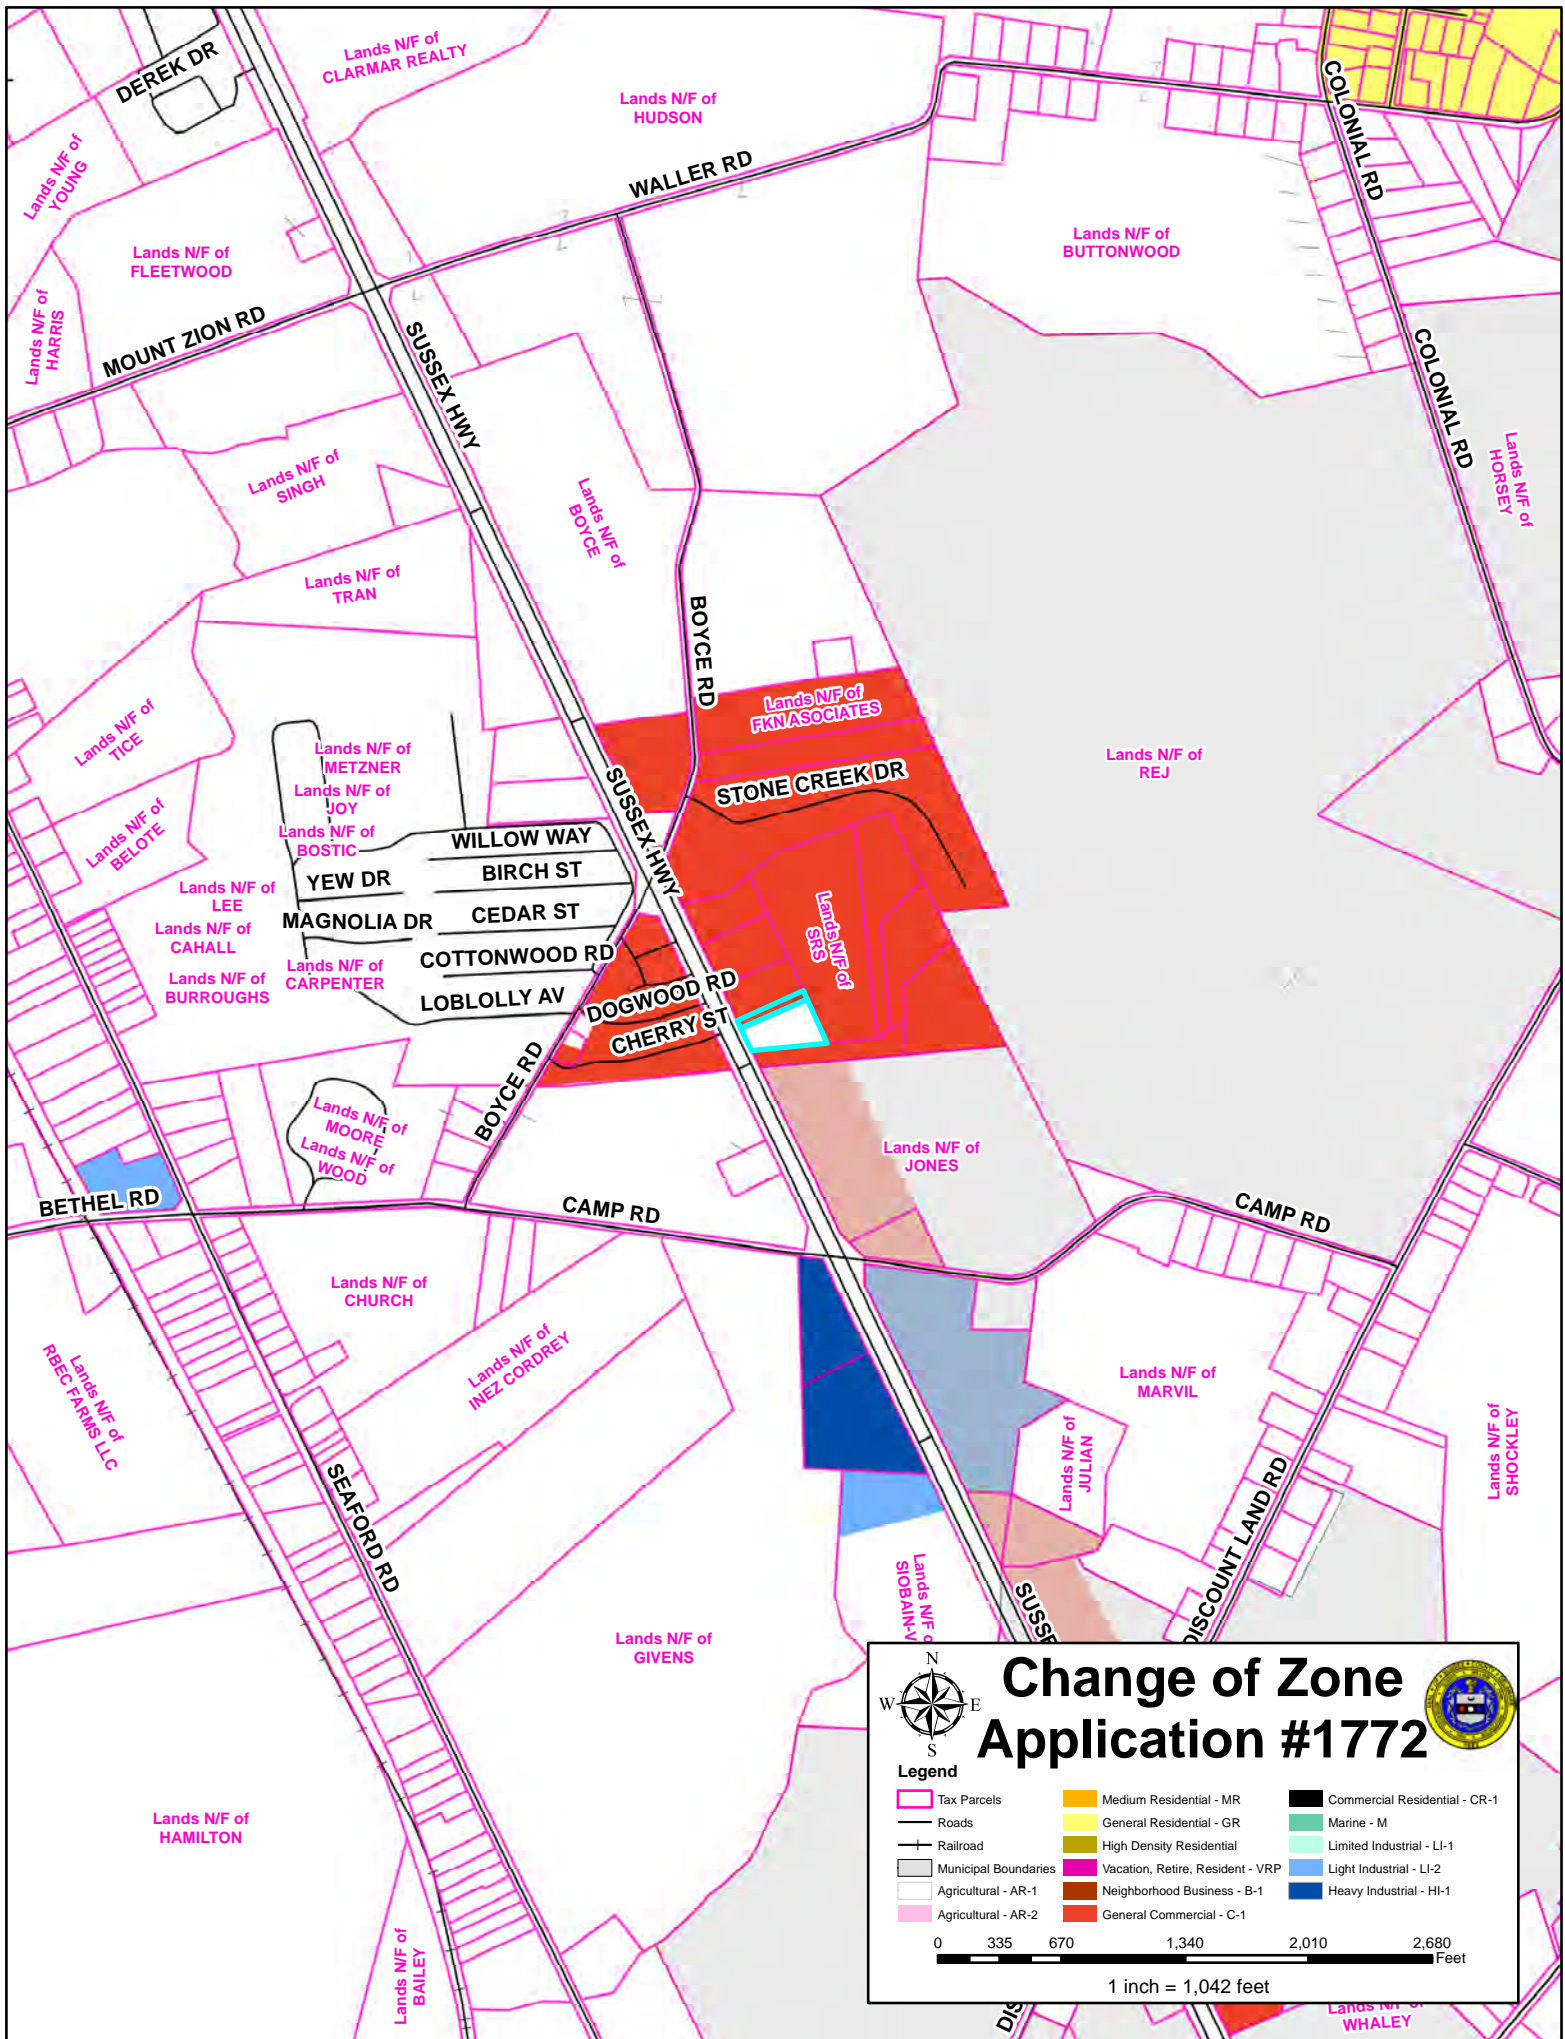 DEREK DR
Lands N/F of
CLARMAR REALTY
Lands N/F of
HUDSON
COLONIAL RD
Lands N/F of
YOUNG
WALLER RD
Lands N/F of
FLEETWOOD
Lands N/F of
BUTTONWOOD
Lands N/F of
HARRIS
MOUNT ZION RD
SUSSEX HWY
COLONIAL RD
Lands N/F of
HORSEY
Lands N/F of
SINGH
Lands N/F of
BOYCE
Lands N/F of
TRAN
BOYCE RD
Lands N/F of
FKN ASOCIATES
Lands N/F of
TICE
Lands N/F of
METZNER
Lands N/F of
REJ
Lands N/F of
JOY
SUSSEX HWY
STONE CREEK DR
Lands N/F of
BELOTE
Lands N/F of
BOSTIC
WILLOW WAY
YEW DR
BIRCH ST
Lands N/F of
LEE
MAGNOLIA DR
CEDAR ST
Lands N/F of
SRS
Lands N/F of
CAHALL
COTTONWOOD RD
Lands N/F of
BURROUGHS
Lands N/F of
CARPENTER
LOBLOLLY AV
DOGWOOD RD
CHERRY ST
BOYCE RD
Lands N/F of
MOORE
Lands N/F of
WOOD
Lands N/F of
JONES
BETHEL RD
CAMP RD
CAMP RD
Lands N/F of
CHURCH
Lands N/F of
INEZ CORDREY
Lands N/F of
RBEC FARMS LLC
Lands N/F of
MARVIL
Lands N/F of
JULIAN
Lands N/F of
SHOCKLEY
SEAFORD RD
DISCOUNT LAND RD
Lands N/F of
SIOBAIN-V
SUSSE
Lands N/F of
GIVENS
Lands N/F of
HAMILTON
Lands N/F of
BAILEY
N
W
E
S
Change of Zone
Application #1772
Legend
Tax Parcels
Roads
Railroad
Municipal Boundaries
Agricultural - AR-1
Agricultural - AR-2
Medium Residential - MR
General Residential - GR
High Density Residential
Vacation, Retire, Resident - VRP
Neighborhood Business - B-1
General Commercial - C-1
Commercial Residential - CR-1
Marine - M
Limited Industrial - LI-1
Light Industrial - LI-2
Heavy Industrial - HI-1
0 335 670 1,340 2,010 2,680
Feet
1 inch = 1,042 feet
DIS
Lands N/F of
WHALEY